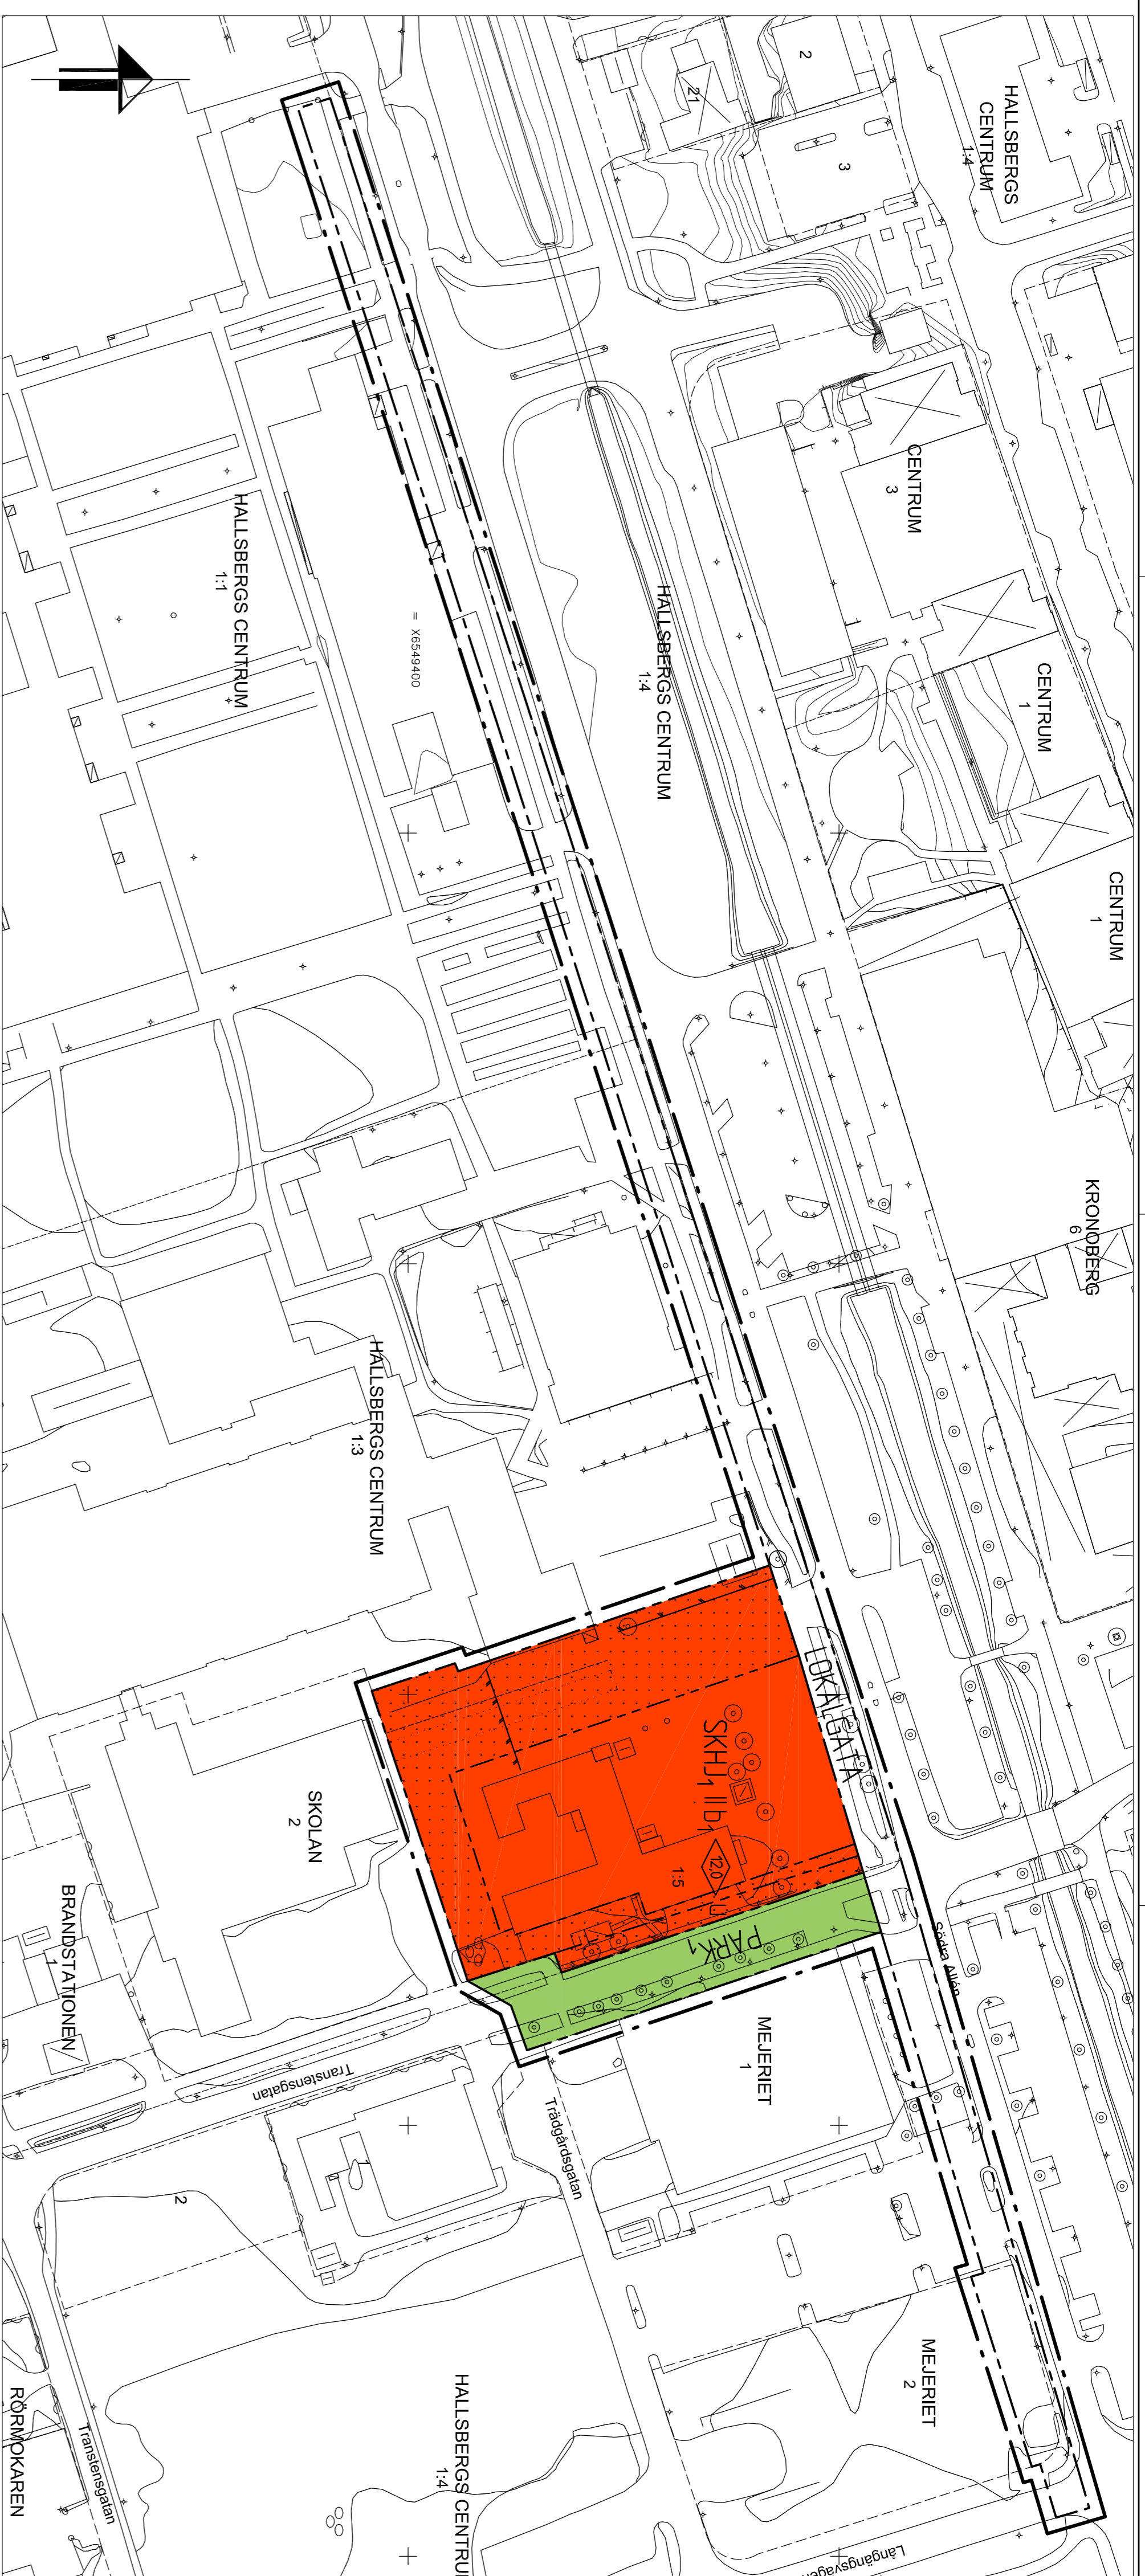 HALLSBERGS
CENTRUM
1:4
2
21
3
CENTRUM
3
CENTRUM
1
CENTRUM
1
HALLSBERGS CENTRUM
1:4
HALLSBERGS CENTRUM
1:1
= X6549400
KRONOBERG
6
HALLSBERGS CENTRUM
1:3
LOKALGATA
SKHJ1 II b1
12,0
1:5
PARK1
Södra Allén
SKOLAN
2
BRANDSTATIONEN
1
MEJERIET
1
Transtensgatan
Trädgårdsgatan
2
MEJERIET
2
HALLSBERGS CENTRU
1:4
Transtensgatan
RÖRMOKAREN
Långängsvägen